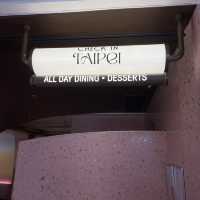 CHECK IN
TAIPEI
ALL DAY DINING • DESSERTS